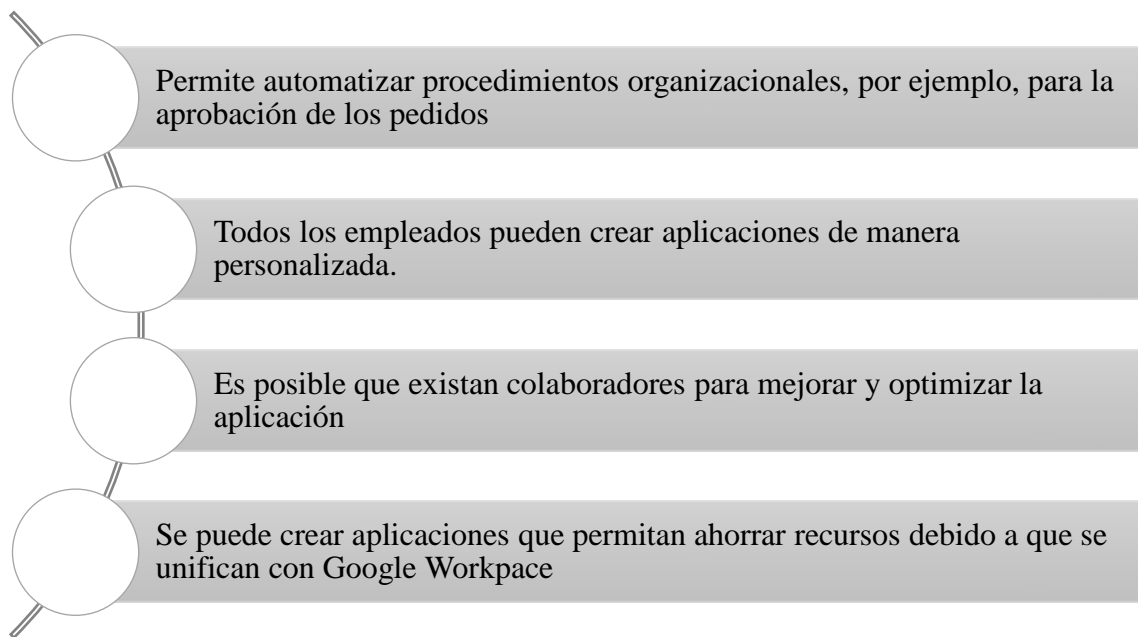 Permite automatizar procedimientos organizacionales, por ejemplo, para la
aprobación de los pedidos
Todos los empleados pueden crear aplicaciones de manera
personalizada.
Es posible que existan colaboradores para mejorar y optimizar la
aplicación
Se puede crear aplicaciones que permitan ahorrar recursos debido a que se
unifican con Google Workpace